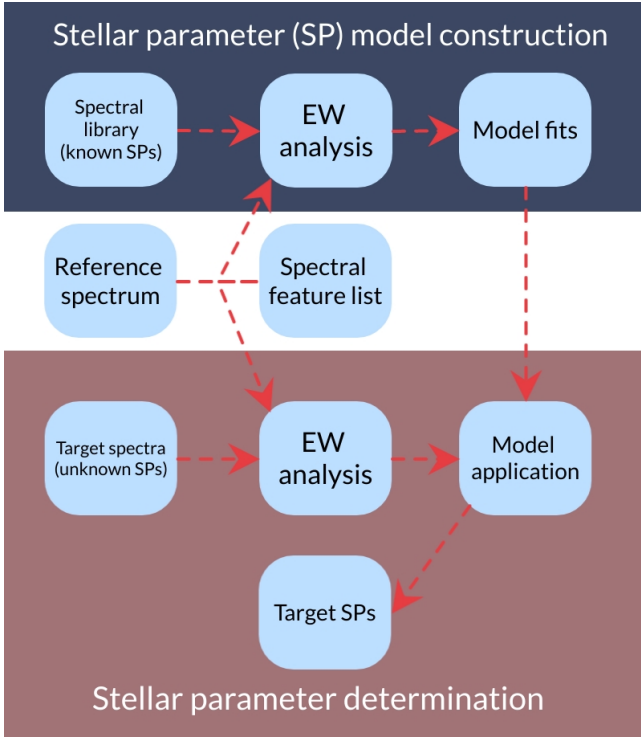 Stellar parameter (SP) model construction
Spectral
library
(known SPs)
EW
analysis
Model fits
Reference
spectrum
Spectral
feature list
Target spectra
(unknown SPs)
EW
analysis
Model
application
Target SPs
Stellar parameter determination